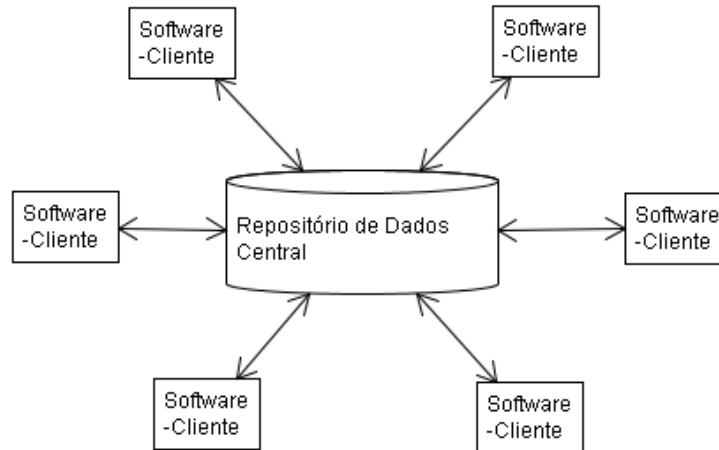 Software
-Cliente
Software
-Cliente
Software
-Cliente
Repositório de Dados
Central
Software
-Cliente
Software
-Cliente
Software
-Cliente